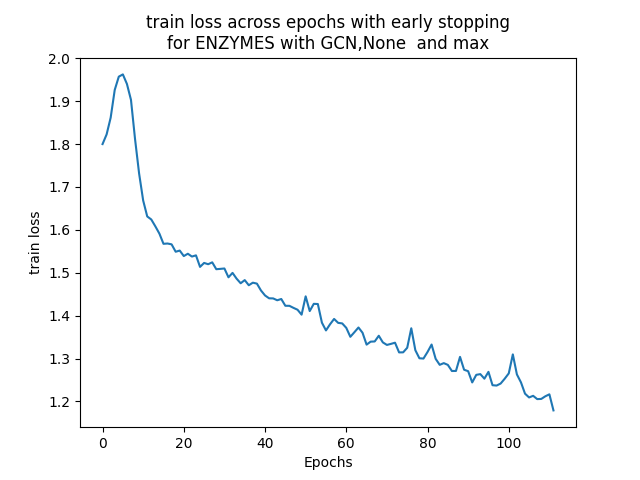 train loss across epochs with early stopping
for ENZYMES with GCN,None  and max
2.0
1.9
1.8
1.7
1.6
1.5
1.4
1.3
1.2
train loss
0 20 40 60 80 100
Epochs